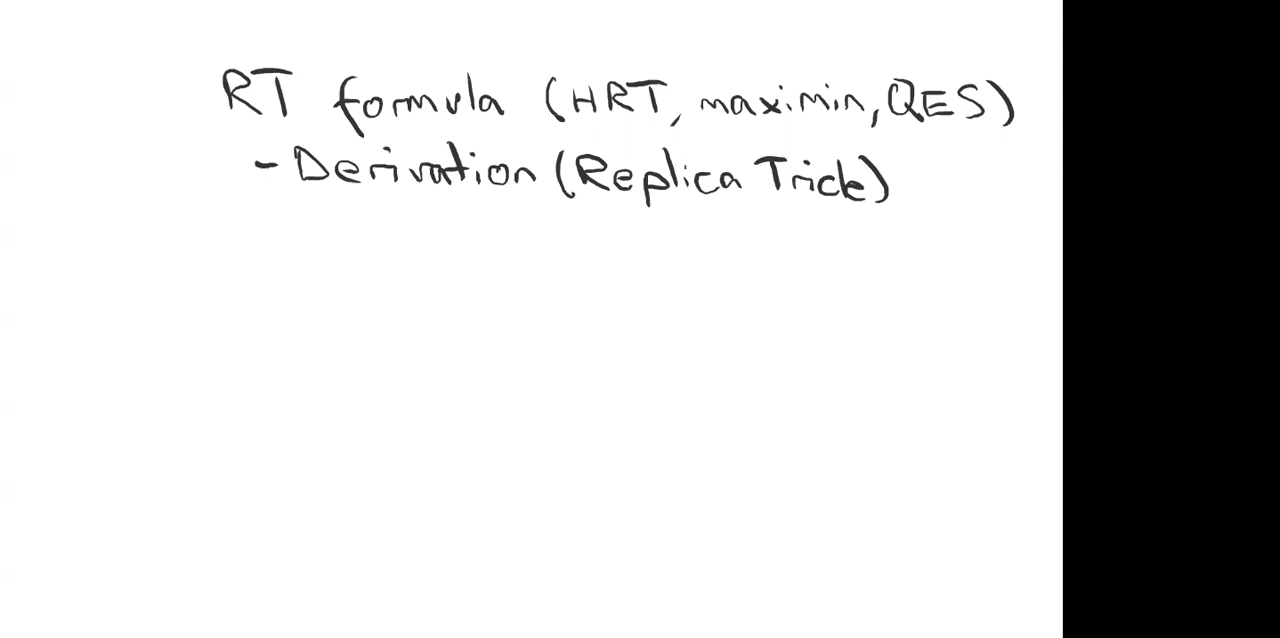 RT formula (HRT, maximin, QES)
- Derivation (Replica Trick)